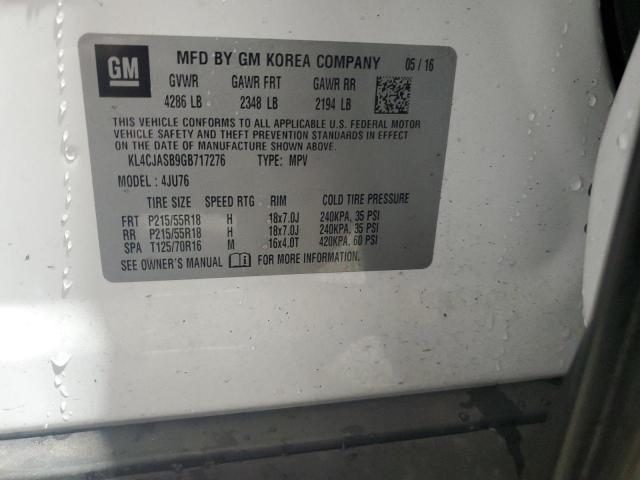 GM MFD BY GM KOREA COMPANY 05 / 16
GVWR GAWR FRT GAWR RR
4286 LB 2348 LB 2194 LB
THIS VEHICLE CONFORMS TO ALL APPLICABLE U.S. FEDERAL MOTOR
VEHICLE SAFETY AND THEFT PREVENTION STANDARDS IN EFFECT
ON THE DATE OF MANUFACTURE SHOWN ABOVE.
KL4CJASB9GB717276 TYPE: MPV
MODEL : 4JU76
TIRE SIZE SPEED RTG RIM COLD TIRE PRESSURE
FRT P215/55R18 H 18x7.0J 240KPA, 35 PSI
RR P215/55R18 H 18x7.0J 240KPA, 35 PSI
SPA T125/70R16 M 16x4.0T 420KPA, 60 PSI
SEE OWNER'S MANUAL FOR MORE INFORMATION.